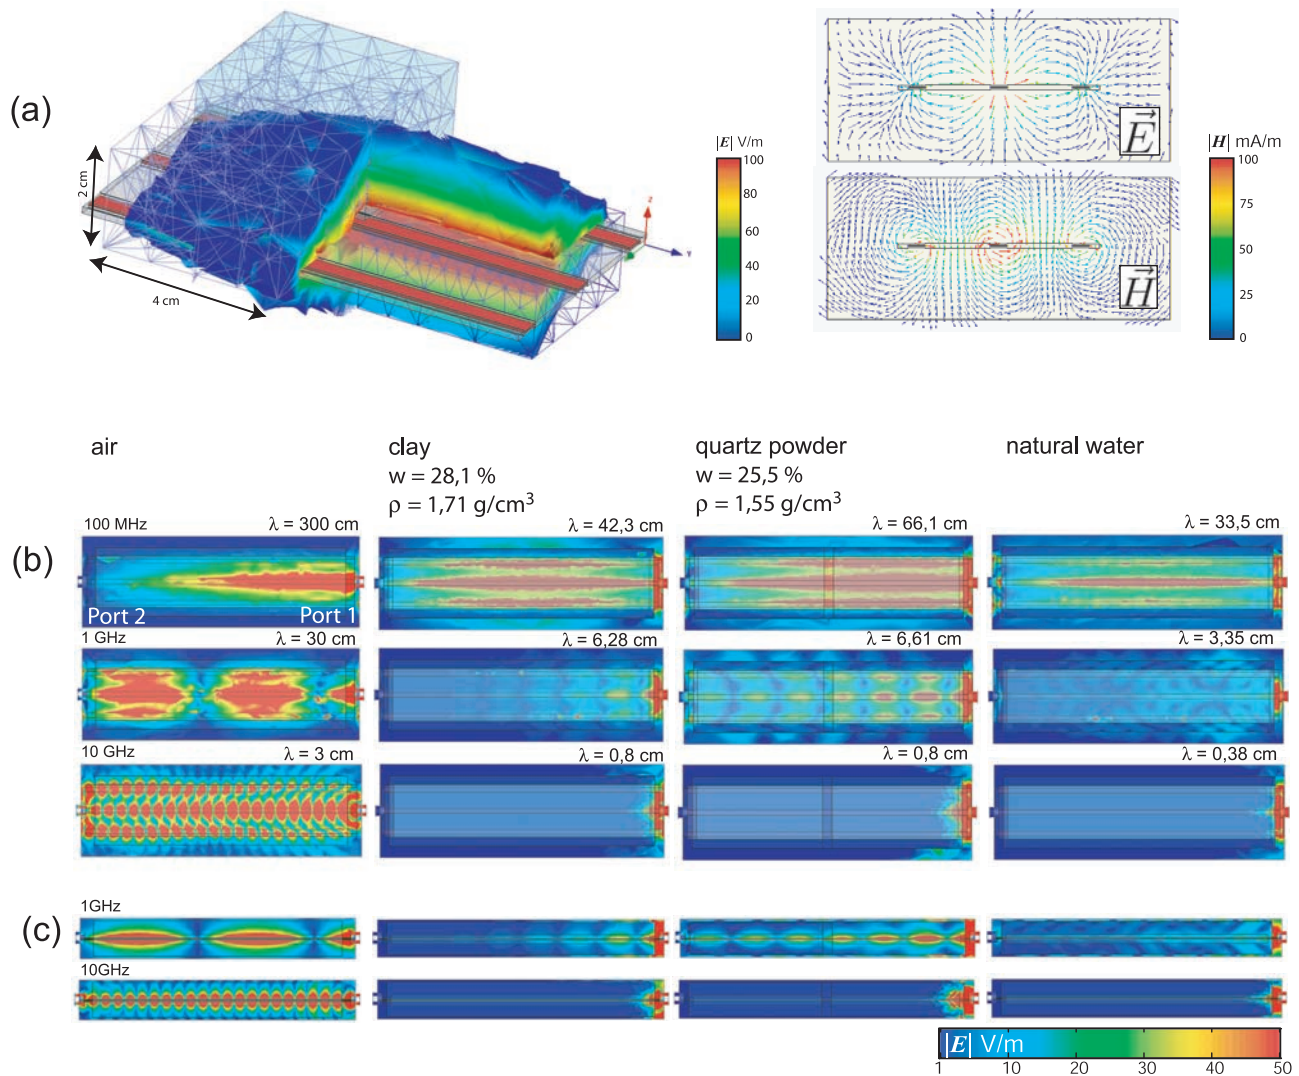 (a)
2 cm
4 cm
z
Y
|E| V/m
100
80
60
40
20
0
E
H
|H| mA/m
100
75
50
25
0
air
clay
w = 28,1 %
ρ = 1,71 g/cm3
quartz powder
w = 25,5 %
ρ = 1,55 g/cm3
natural water
(b)
100 MHz
λ = 300 cm
λ = 42,3 cm
λ = 66,1 cm
λ = 33,5 cm
Port 2
Port 1
1 GHz
λ = 30 cm
λ = 6,28 cm
λ = 6,61 cm
λ = 3,35 cm
10 GHz
λ = 3 cm
λ = 0,8 cm
λ = 0,8 cm
λ = 0,38 cm
(c)
1GHz
10GHz
|E| V/m
1 10 20 30 40 50